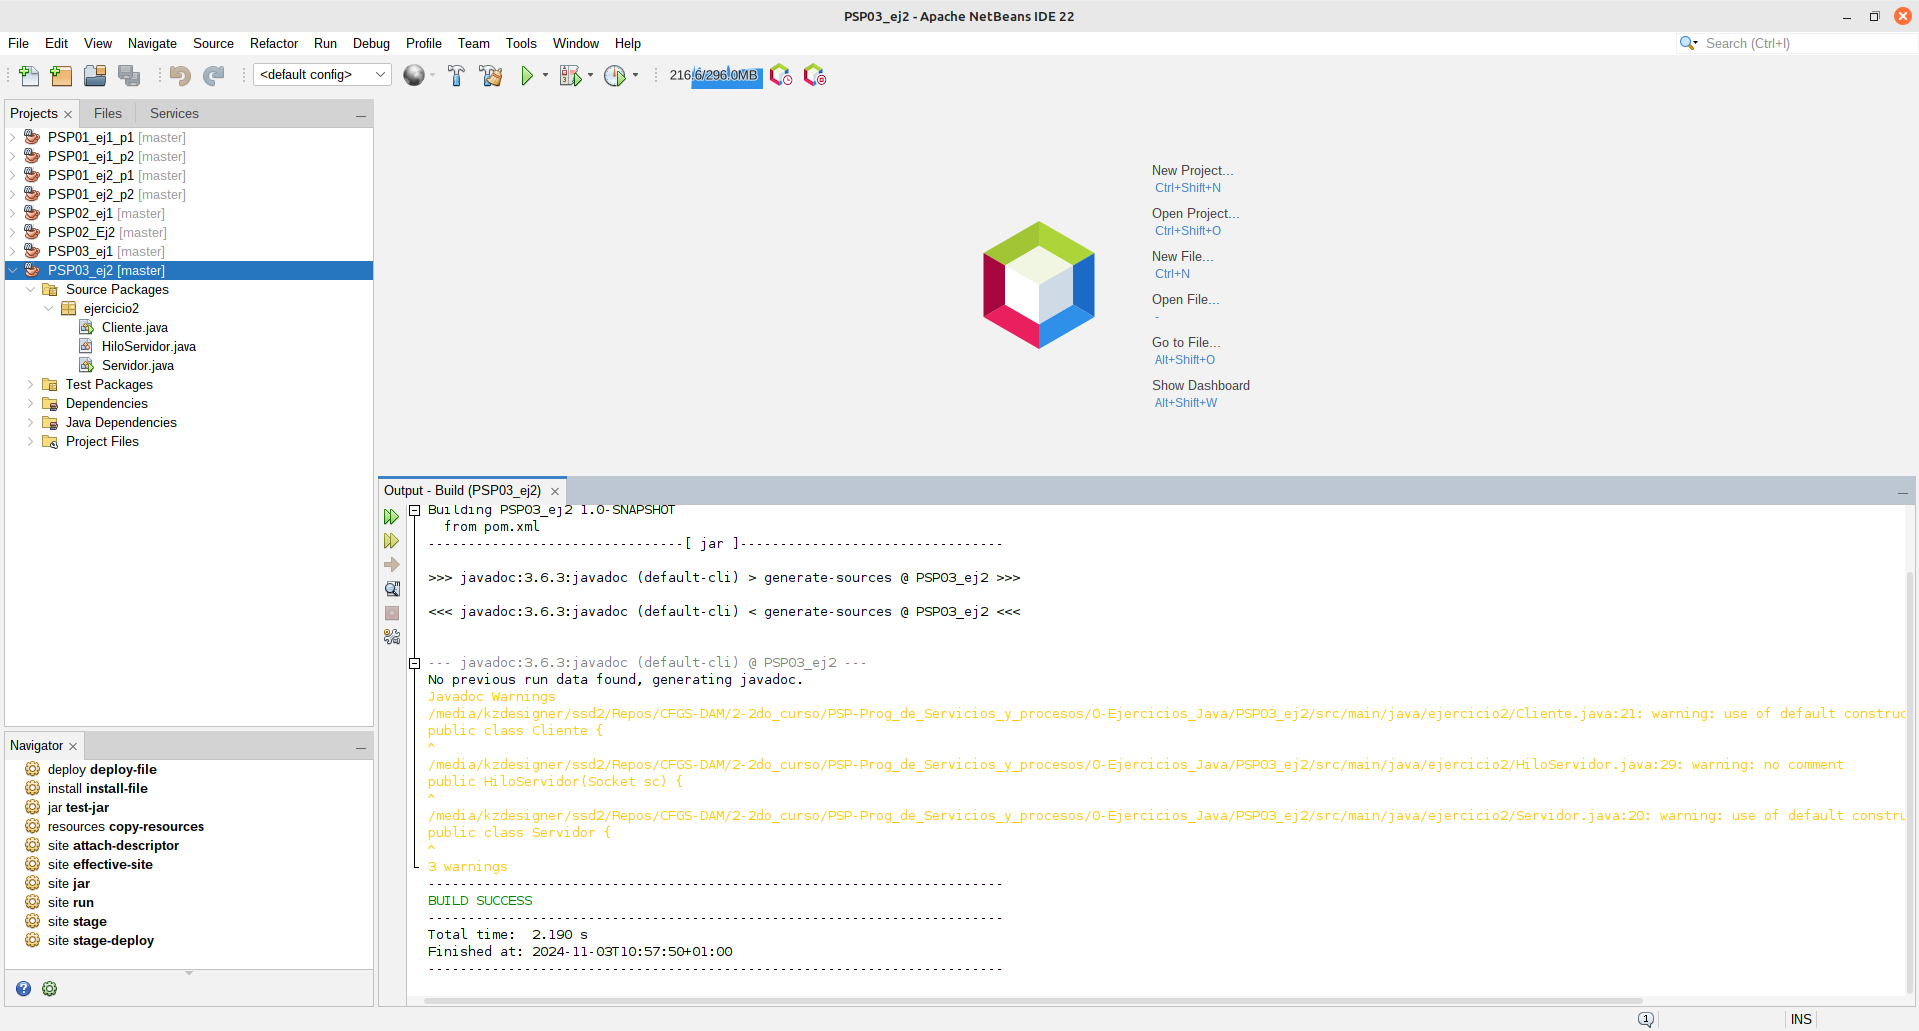 PSP03_ej2 - Apache NetBeans IDE 22
File Edit View Navigate Source Refactor Run Debug Profile Team Tools Window Help
Search (Ctrl+I)
<default config>
216.6/296.0MB
Projects Files Services
PSP01_ej1_p1 [master]
PSP01_ej1_p2 [master]
PSP01_ej2_p1 [master]
PSP01_ej2_p2 [master]
PSP02_ej1 [master]
PSP02_Ej2 [master]
PSP03_ej1 [master]
PSP03_ej2 [master]
Source Packages
ejercicio2
Cliente.java
HiloServidor.java
Servidor.java
Test Packages
Dependencies
Java Dependencies
Project Files
New Project...
Ctrl+Shift+N
Open Project...
Ctrl+Shift+O
New File...
Ctrl+N
Open File...
-
Go to File...
Alt+Shift+O
Show Dashboard
Alt+Shift+W
Navigator
deploy deploy-file
install install-file
jar test-jar
resources copy-resources
site attach-descriptor
site effective-site
site jar
site run
site stage
site stage-deploy
Output - Build (PSP03_ej2)
Building PSP03_ej2 1.0-SNAPSHOT
from pom.xml
--------------------------------[ jar ]---------------------------------
>>> javadoc:3.6.3:javadoc (default-cli) > generate-sources @ PSP03_ej2 >>>
<<< javadoc:3.6.3:javadoc (default-cli) < generate-sources @ PSP03_ej2 <<<
--- javadoc:3.6.3:javadoc (default-cli) @ PSP03_ej2 ---
No previous run data found, generating javadoc.
Javadoc Warnings
/media/kzdesigner/ssd2/Repos/CFGS-DAM/2-2do_curso/PSP-Prog_de_Servicios_y_procesos/0-Ejercicios_Java/PSP03_ej2/src/main/java/ejercicio2/Cliente.java:21: warning: use of default construc
public class Cliente {
^
/media/kzdesigner/ssd2/Repos/CFGS-DAM/2-2do_curso/PSP-Prog_de_Servicios_y_procesos/0-Ejercicios_Java/PSP03_ej2/src/main/java/ejercicio2/HiloServidor.java:29: warning: no comment
public HiloServidor(Socket sc) {
^
/media/kzdesigner/ssd2/Repos/CFGS-DAM/2-2do_curso/PSP-Prog_de_Servicios_y_procesos/0-Ejercicios_Java/PSP03_ej2/src/main/java/ejercicio2/Servidor.java:20: warning: use of default constru
public class Servidor {
^
3 warnings
------------------------------------------------------------------------
BUILD SUCCESS
------------------------------------------------------------------------
Total time:  2.190 s
Finished at: 2024-11-03T10:57:50+01:00
------------------------------------------------------------------------
1
INS